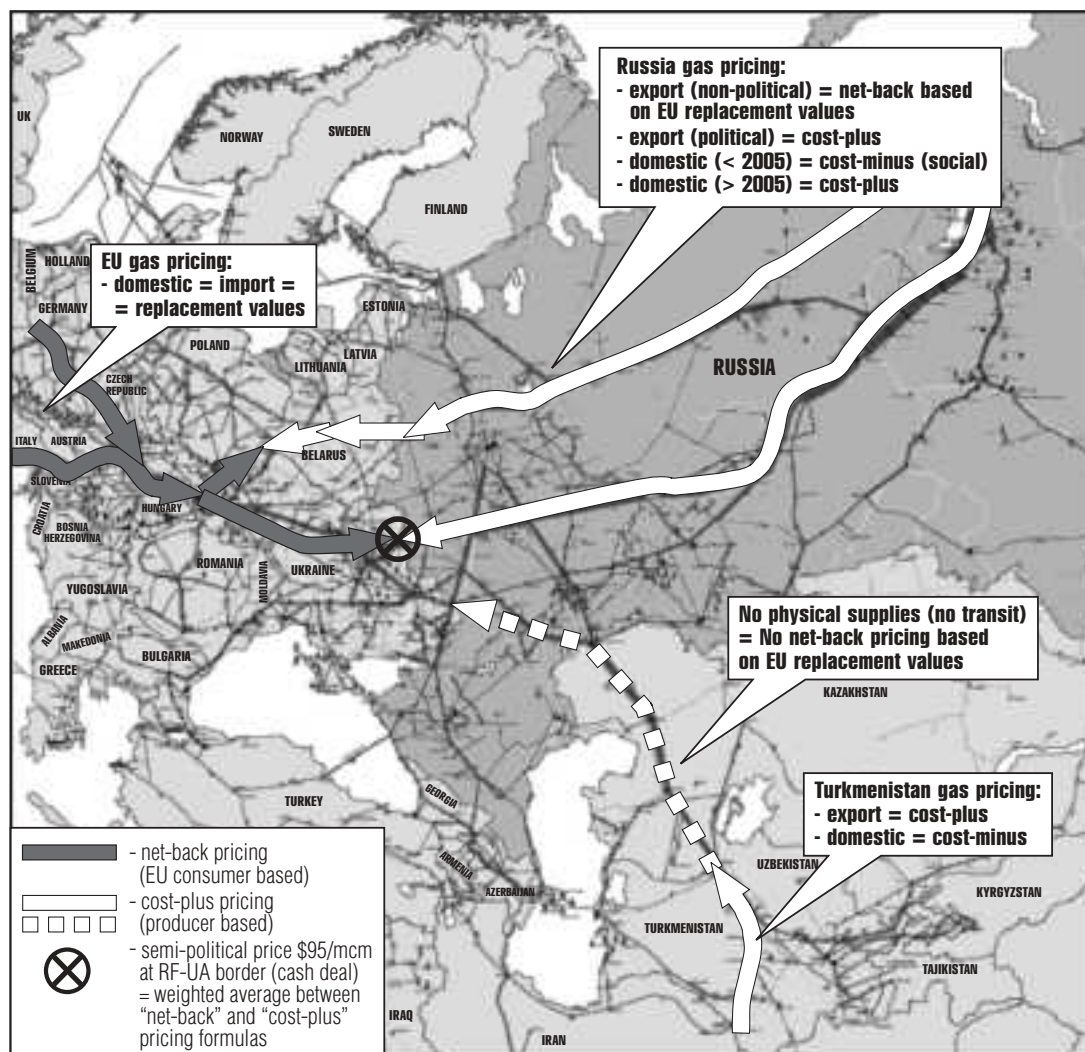 Russia gas pricing:
- export (non-political) = net-back based
on EU replacement values
- export (political) = cost-plus
- domestic (< 2005) = cost-minus (social)
- domestic (> 2005) = cost-plus
UK
NORWAY
SWEDEN
FINLAND
EU gas pricing:
- domestic = import =
= replacement values
BELGIUM
HOLLAND
GERMANY
ESTONIA
LATVIA
LITHUANIA
POLAND
CZECH
REPUBLIC
RUSSIA
ITALY
AUSTRIA
BELARUS
SLOVENIA
HUNGARY
CROATIA
BOSNIA
HERZEGOVINA
ROMANIA
MOLDAVIA
UKRAINE
YUGOSLAVIA
ALBANIA
MAKEDONIA
BULGARIA
GREECE
No physical supplies (no transit)
= No net-back pricing based
on EU replacement values
KAZAKHSTAN
TURKEY
GEORGIA
ARMENIA
AZERBAIJAN
Turkmenistan gas pricing:
- export = cost-plus
- domestic = cost-minus
UZBEKISTAN
KYRGYZSTAN
TURKMENISTAN
TAJIKISTAN
IRAQ
IRAN
- net-back pricing
(EU consumer based)
- cost-plus pricing
(producer based)
- semi-political price $95/mcm
at RF-UA border (cash deal)
= weighted average between
“net-back” and “cost-plus”
pricing formulas